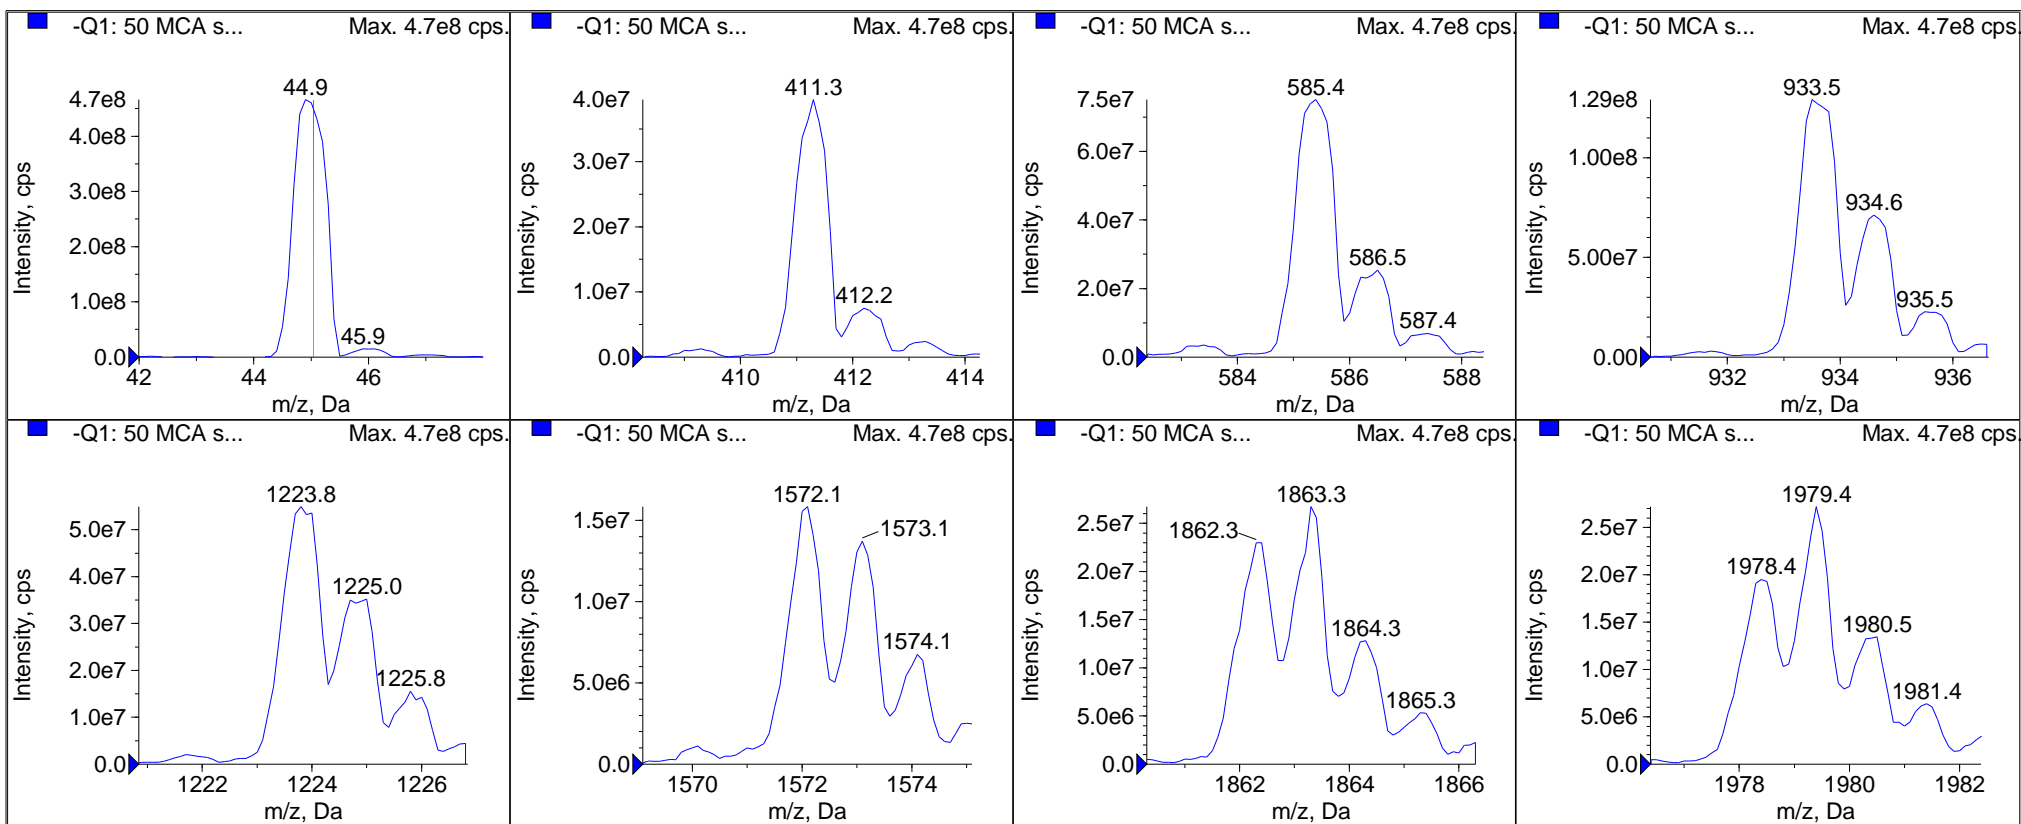 -Q1: 50 MCA s... Max. 4.7e8 cps.
44.9
4.7e8
4.0e8
3.0e8
2.0e8
1.0e8
0.0
45.9
42 44 46
m/z, Da
Intensity, cps
-Q1: 50 MCA s... Max. 4.7e8 cps.
411.3
4.0e7
3.0e7
2.0e7
1.0e7
0.0
412.2
410 412 414
m/z, Da
Intensity, cps
-Q1: 50 MCA s... Max. 4.7e8 cps.
585.4
7.5e7
6.0e7
4.0e7
2.0e7
0.0
586.5
587.4
584 586 588
m/z, Da
Intensity, cps
-Q1: 50 MCA s... Max. 4.7e8 cps.
933.5
1.29e8
1.00e8
5.00e7
0.00
934.6
935.5
932 934 936
m/z, Da
Intensity, cps
-Q1: 50 MCA s... Max. 4.7e8 cps.
1223.8
5.0e7
4.0e7
3.0e7
2.0e7
1.0e7
0.0
1225.0
1225.8
1222 1224 1226
m/z, Da
Intensity, cps
-Q1: 50 MCA s... Max. 4.7e8 cps.
1572.1
1.5e7
1.0e7
5.0e6
0.0
1573.1
1574.1
1570 1572 1574
m/z, Da
Intensity, cps
-Q1: 50 MCA s... Max. 4.7e8 cps.
1863.3
1862.3
2.5e7
2.0e7
1.5e7
1.0e7
5.0e6
0.0
1864.3
1865.3
1862 1864 1866
m/z, Da
Intensity, cps
-Q1: 50 MCA s... Max. 4.7e8 cps.
1979.4
1978.4
2.5e7
2.0e7
1.5e7
1.0e7
5.0e6
0.0
1980.5
1981.4
1978 1980 1982
m/z, Da
Intensity, cps